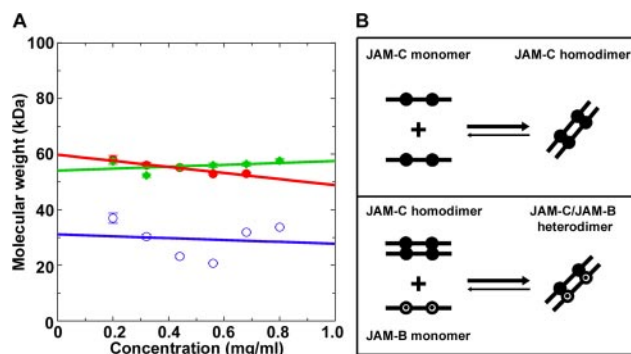 A
Molecular weight (kDa)
100
80
60
40
20
0
0
0.2
0.4
0.6
0.8
1.0
Concentration (mg/ml)
B
JAM-C monomer
JAM-C homodimer
+
JAM-C homodimer
JAM-C/JAM-B
heterodimer
+
JAM-B monomer